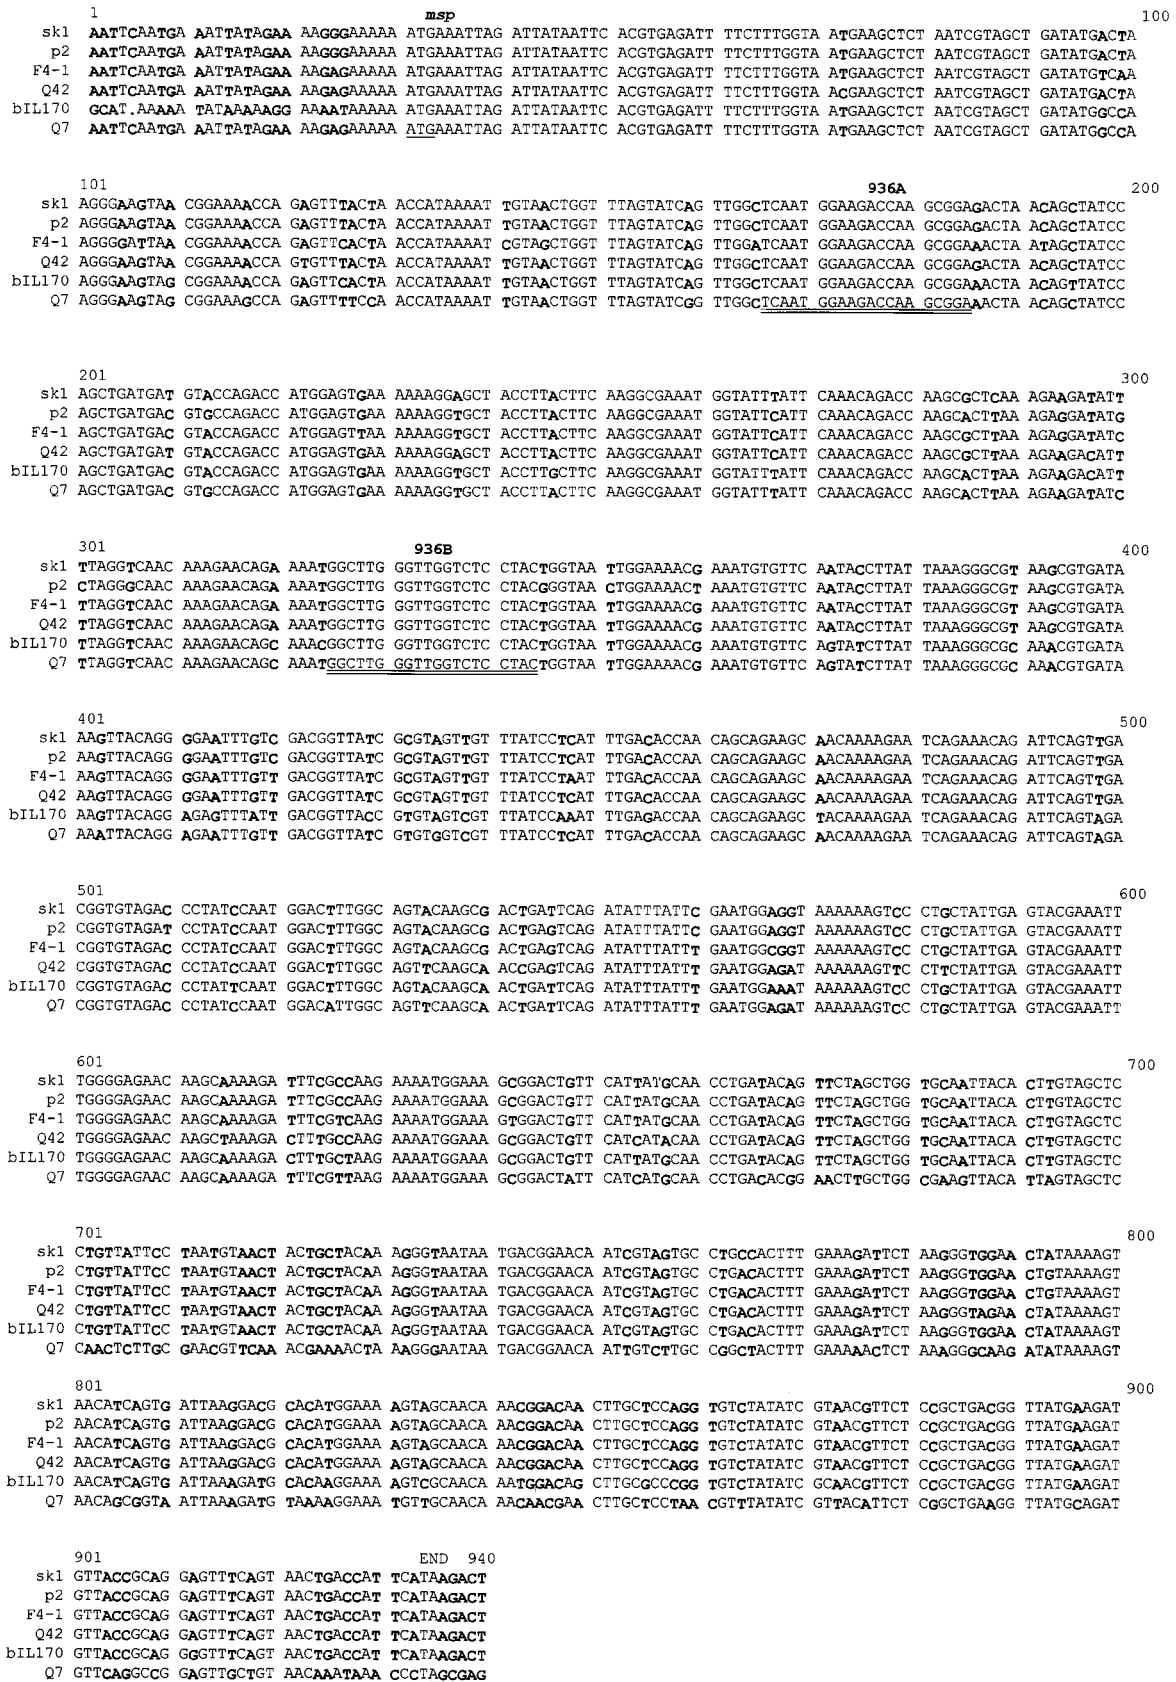 1 msp 100
sk1 AATTCAATGA AATTATAGAA AAGGGAAAAA ATGAAATTAG ATTATAATTC ACGTGAGATT TTCTTTGGTA ATGAAGCTCT AATCGTAGCT GATATGACTA
p2 AATTCAATGA AATTATAGAA AAGGGAAAAA ATGAAATTAG ATTATAATTC ACGTGAGATT TTCTTTGGTA ATGAAGCTCT AATCGTAGCT GATATGACTA
F4-1 AATTCAATGA AATTATAGAA AAGAGAAAAA ATGAAATTAG ATTATAATTC ACGTGAGATT TTCTTTGGTA ATGAAGCTCT AATCGTAGCT GATATGTCAA
Q42 AATTCAATGA AATTATAGAA AAGAGAAAAA ATGAAATTAG ATTATAATTC ACGTGAGATT TTCTTTGGTA ACGAAGCTCT AATCGTAGCT GATATGACTA
bIL170 GCAT.AAAAA TATAAAAAGG AAAATAAAAA ATGAAATTAG ATTATAATTC ACGTGAGATT TTCTTTGGTA ATGAAGCTCT AATCGTAGCT GATATGGCCA
Q7 AATTCAATGA AATTATAGAA AAGAGAAAAA ATGAAATTAG ATTATAATTC ACGTGAGATT TTCTTTGGTA ATGAAGCTCT AATCGTAGCT GATATGGCCA
101 936A 200
sk1 AGGGAAGTAA CGGAAAACCA GAGTTTACTA ACCATAAAAT TGTAACTGGT TTAGTATCAG TTGGCTCAAT GGAAGACCAA GCGGAGACTA ACAGCTATCC
p2 AGGGAAGTAA CGGAAAACCA GAGTTTACTA ACCATAAAAT TGTAACTGGT TTAGTATCAG TTGGCTCAAT GGAAGACCAA GCGGAGACTA ACAGCTATCC
F4-1 AGGGGATTAA CGGAAAACCA GAGTTCACTA ACCATAAAAT CGTAGCTGGT TTAGTATCAG TTGGATCAAT GGAAGACCAA GCGGAAACTA ATAGCTATCC
Q42 AGGGAAGTAA CGGAAAACCA GTGTTTACTA ACCATAAAAT TGTAACTGGT TTAGTATCAG TTGGCTCAAT GGAAGACCAA GCGGAGACTA ACAGCTATCC
bIL170 AGGGAAGTAG CGGAAAACCA GAGTTCACTA ACCATAAAAT TGTAACTGGT TTAGTATCAG TTGGCTCAAT GGAAGACCAA GCGGAAACTA ACAGTTATCC
Q7 AGGGAAGTAG CGGAAAGCCA GAGTTTTCCA ACCATAAAAT TGTAACTGGT TTAGTATCGG TTGGCTCAAT GGAAGACCAA GCGGAAACTA ACAGCTATCC
201 300
sk1 AGCTGATGAT GTACCAGACC ATGGAGTGAA AAAAGGAGCT ACCTTACTTC AAGGCGAAAT GGTATTTATT CAAACAGACC AAGCGCTCAA AGAAGATATT
p2 AGCTGATGAC GTGCCAGACC ATGGAGTGAA AAAAGGTGCT ACCTTACTTC AAGGCGAAAT GGTATTCATT CAAACAGACC AAGCACTTAA AGAGGATATG
F4-1 AGCTGATGAC GTACCAGACC ATGGAGTTAA AAAAGGTGCT ACCTTACTTC AAGGCGAAAT GGTATTCATT CAAACAGACC AAGCGCTTAA AGAGGATATC
Q42 AGCTGATGAT GTACCAGACC ATGGAGTGAA AAAAGGAGCT ACCTTACTTC AAGGCGAAAT GGTATTCATT CAAACAGACC AAGCGCTTAA AGAAGACATT
bIL170 AGCTGATGAC GTACCAGACC ATGGAGTGAA AAAAGGTGCT ACCTTGCTTC AAGGCGAAAT GGTATTTATT CAAACAGACC AAGCACTTAA AGAAGACATT
Q7 AGCTGATGAC GTGCCAGACC ATGGAGTGAA AAAAGGTGCT ACCTTACTTC AAGGCGAAAT GGTATTTATT CAAACAGACC AAGCACTTAA AGAAGATATC
301 936B 400
sk1 TTAGGTCAAC AAAGAACAGA AAATGGCTTG GGTTGGTCTC CTACTGGTAA TTGGAAAACG AAATGTGTTC AATACCTTAT TAAAGGGCGT AAGCGTGATA
p2 CTAGGGCAAC AAAGAACAGA AAATGGCTTG GGTTGGTCTC CTACGGGTAA CTGGAAAACT AAATGTGTTC AATACCTTAT TAAAGGGCGT AAGCGTGATA
F4-1 TTAGGTCAAC AAAGAACAGA AAATGGCTTG GGTTGGTCTC CTACTGGTAA TTGGAAAACG AAATGTGTTC AATACCTTAT TAAAGGGCGT AAGCGTGATA
Q42 TTAGGTCAAC AAAGAACAGA AAATGGCTTG GGTTGGTCTC CTACTGGTAA TTGGAAAACG AAATGTGTTC AATACCTTAT TAAAGGGCGT AAGCGTGATA
bIL170 TTAGGTCAAC AAAGAACAGC AAACGGCTTG GGTTGGTCTC CTACTGGTAA TTGGAAAACG AAATGTGTTC AGTATCTTAT TAAAGGGCGC AAACGTGATA
Q7 TTAGGTCAAC AAAGAACAGC AAATGGCTTG GGTTGGTCTC CTACTGGTAA TTGGAAAACG AAATGTGTTC AGTATCTTAT TAAAGGGCGC AAACGTGATA
401 500
sk1 AAGTTACAGG GGAATTTGTC GACGGTTATC GCGTAGTTGT TTATCCTCAT TTGACACCAA CAGCAGAAGC AACAAAAGAA TCAGAAACAG ATTCAGTTGA
p2 AAGTTACAGG GGAATTTGTC GACGGTTATC GCGTAGTTGT TTATCCTCAT TTGACACCAA CAGCAGAAGC AACAAAAGAA TCAGAAACAG ATTCAGTTGA
F4-1 AAGTTACAGG GGAATTTGTT GACGGTTATC GCGTAGTTGT TTATCCTAAT TTGACACCAA CAGCAGAAGC AACAAAAGAA TCAGAAACAG ATTCAGTTGA
Q42 AAGTTACAGG GGAATTTGTT GACGGTTATC GCGTAGTTGT TTATCCTCAT TTGACACCAA CAGCAGAAGC AACAAAAGAA TCAGAAACAG ATTCAGTTGA
bIL170 AAGTTACAGG AGAGTTTATT GACGGTTACC GTGTAGTCGT TTATCCAAAT TTGAGACCAA CAGCAGAAGC TACAAAAGAA TCAGAAACAG ATTCAGTAGA
Q7 AAATTACAGG AGAATTTGTT GACGGTTATC GTGTGGTCGT TTATCCTCAT TTGACACCAA CAGCAGAAGC AACAAAAGAA TCAGAAACAG ATTCAGTAGA
501 600
sk1 CGGTGTAGAC CCCTATCCAAT GGACTTTGGC AGTACAAGCG ACTGATTCAG ATATTTATTC GAATGGAGGT AAAAAAGTCC CTGCTATTGA GTACGAAATT
p2 CGGTGTAGAT CCCTATCCAAT GGACTTTGGC AGTACAAGCG ACTGAGTCAG ATATTTATTC GAATGGAGGT AAAAAAGTCC CTGCTATTGA GTACGAAATT
F4-1 CGGTGTAGAC CCCTATCCAAT GGACTTTGGC AGTACAAGCG ACTGAGTCAG ATATTTATTT GAATGGCGGT AAAAAAGTCC CTGCTATTGA GTACGAAATT
Q42 CGGTGTAGAC CCCTATCCAAT GGACTTTGGC AGTTCAAGCA ACCGAGTCAG ATATTTATTT GAATGGAGAT AAAAAAGTTC CTTCTATTGA GTACGAAATT
bIL170 CGGTGTAGAC CCCTATTCAAT GGACTTTGGC AGTACAAGCA ACTGATTCAG ATATTTATTT GAATGGAAAT AAAAAAGTCC CTGCTATTGA GTACGAAATT
Q7 CGGTGTAGAC CCCTATCCAAT GGACATTGGC AGTTCAAGCA ACTGATTCAG ATATTTATTT GAATGGAGAT AAAAAAGTCC CTGCTATTGA GTACGAAATT
601 700
sk1 TGGGGAGAAC AAGCAAAAGA TTTCGCCAAG AAAATGGAAA GCGGACTGTT CATTATGCAA CCTGATACAG TTCTAGCTGG TGCAATTACA CTTGTAGCTC
p2 TGGGGAGAAC AAGCAAAAGA TTTCGCCAAG AAAATGGAAA GCGGACTGTT CATTATGCAA CCTGATACAG TTCTAGCTGG TGCAATTACA CTTGTAGCTC
F4-1 TGGGGAGAAC AAGCAAAAGA TTTCGTCAAG AAAATGGAAA GTGGACTGTT CATTATGCAA CCTGATACAG TTCTAGCTGG TGCAATTACA CTTGTAGCTC
Q42 TGGGGAGAAC AAGCTAAAGA CTTTGCCAAG AAAATGGAAA GCGGACTGTT CATCATACAA CCTGATACAG TTCTAGCTGG TGCAATTACA CTTGTAGCTC
bIL170 TGGGGAGAAC AAGCAAAAGA CTTTGCTAAG AAAATGGAAA GCGGACTGTT CATTATGCAA CCTGATACAG TTCTAGCTGG TGCAATTACA CTTGTAGCTC
Q7 TGGGGAGAAC AAGCAAAAGA TTTCGTTAAG AAAATGGAAA GCGGACTATT CATCATGCAA CCTGACACGG AACTTGCTGG CGAAGTTACA TTAGTAGCTC
701 800
sk1 CTGTTATTCC TAATGTAACT ACTGCTACAA AGGGTAATAA TGACGGAACA ATCGTAGTGC CTGCCACTTT GAAAGATTCT AAGGGTGGAA CTATAAAAGT
p2 CTGTTATTCC TAATGTAACT ACTGCTACAA AGGGTAATAA TGACGGAACA ATCGTAGTGC CTGACACTTT GAAAGATTCT AAGGGTGGAA CTGTAAAAGT
F4-1 CTGTTATTCC TAATGTAACT ACTGCTACAA AGGGTAATAA TGACGGAACA ATCGTAGTGC CTGACACTTT GAAAGATTCT AAGGGTGGAA CTGTAAAAGT
Q42 CTGTTATTCC TAATGTAACT ACTGCTACAA AGGGTAATAA TGACGGAACA ATCGTAGTGC CTGACACTTT GAAAGATTCT AAGGGTAGAA CTATAAAAGT
bIL170 CTGTTATTCC TAATGTAACT ACTGCTACAA AGGGTAATAA TGACGGAACA ATCGTAGTGC CTGACACTTT GAAAGATTCT AAGGGTGGAA CTATAAAAGT
Q7 CAACTCTTGC GAACGTTCAA ACGAAAACTA AAGGGAATAA TGACGGAACA ATTGTCTTGC CGGCTACTTT GAAAAACTCT AAAGGGCAAG ATATAAAAGT
801 900
sk1 AACATCAGTG ATTAAGGACG CACATGGAAA AGTAGCAACA AACGGACAAC CTTGCTCCAGG TGTCTATATC GTAACGTTCT CCGCTGACGG TTATGAAGAT
p2 AACATCAGTG ATTAAGGACG CACATGGAAA AGTAGCAACA AACGGACAA CTTGCTCCAGG TGTCTATATC GTAACGTTCT CCGCTGACGG TTATGAAGAT
F4-1 AACATCAGTG ATTAAGGACG CACATGGAAA AGTAGCAACA AACGGACAA CTTGCTCCAGG TGTCTATATC GTAACGTTCT CCGCTGACGG TTATGAAGAT
Q42 AACATCAGTG ATTAAGGACG CACATGGAAA AGTAGCAACA AACGGACAA CTTGCTCCAGG TGTCTATATC GTAACGTTCT CCGCTGACGG TTATGAAGAT
bIL170 AACATCAGTG ATTAAAGATG CACAAGGAAA AGTCGCAACA AATGGACAG CTTGCGCCCGG TGTCTATATC GCAACGTTCT CCGCTGACGG TTATGAAGAT
Q7 AACAGCGGTA ATTAAAGATG TAAAAGGAAA TGTTGCAACA AACAACGAA CTTGCTCCTAA CGTTTATATC GTTACATTCT CGGCTGAAGG TTATGCAGAT
901 END 940
sk1 GTTACCGCAG GAGTTTCAGT AACTGACCAT TCATAAGACT
p2 GTTACCGCAG GAGTTTCAGT AACTGACCAT TCATAAGACT
F4-1 GTTACCGCAG GAGTTTCAGT AACTGACCAT TCATAAGACT
Q42 GTTACCGCAG GAGTTTCAGT AACTGACCAT TCATAAGACT
bIL170 GTTACCGCAG GGGTTTCAGT AACTGACCAT TCATAAGACT
Q7 GTTCAGGCCG GAGTTGCTGT AACAAATAAA CCCTAGCGAG